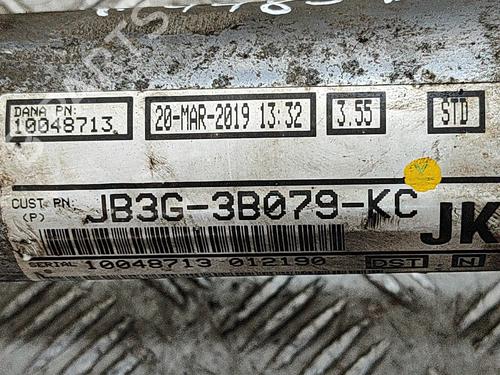 DANA PN:
10048713
20-MAR-2019 13:32
3.55
STD
CUST PN:
(P)
JB3G-3B079-KC
JK
10048713 012190
DST
N